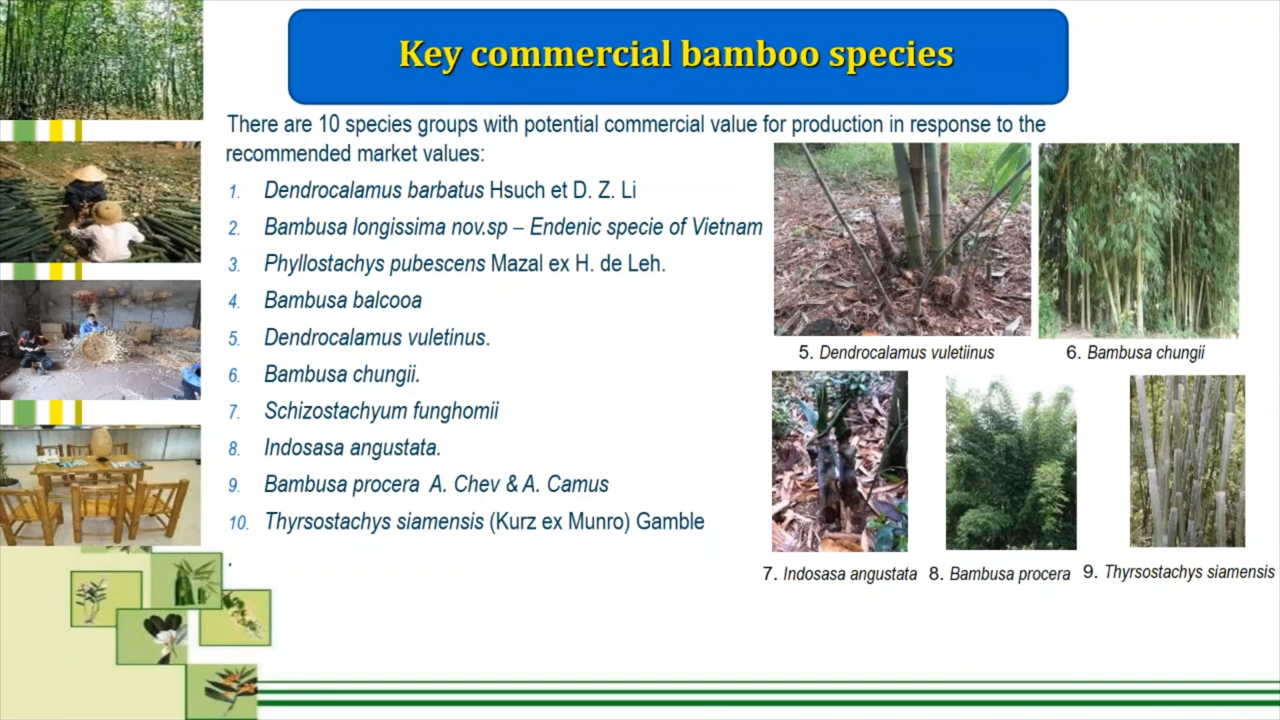 Key commercial bamboo species
There are 10 species groups with potential commercial value for production in response to the
recommended market values:
1. Dendrocalamus barbatus Hsuch et D. Z. Li
2. Bambusa longissima nov.sp – Endenic specie of Vietnam
3. Phyllostachys pubescens Mazal ex H. de Leh.
4. Bambusa balcooa
5. Dendrocalamus vuletinus.
6. Bambusa chungii.
7. Schizostachyum funghomii
8. Indosasa angustata.
9. Bambusa procera A. Chev & A. Camus
10. Thyrsostachys siamensis (Kurz ex Munro) Gamble
.
5. Dendrocalamus vuletiinus
6. Bambusa chungii
7. Indosasa angustata
8. Bambusa procera
9. Thyrsostachys siamensis